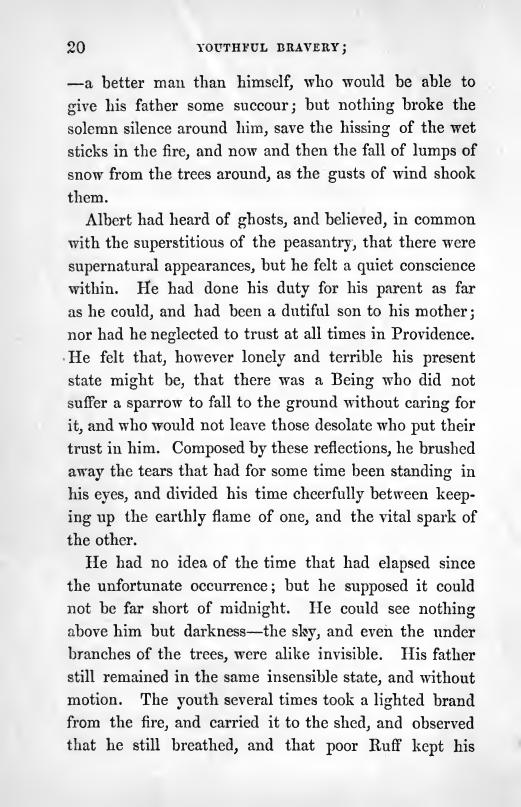 20 YOUTHFUL BRAVERY;
—a better man than himself, who would be able to
give his father some succour; but nothing broke the
solemn silence around him, save the hissing of the wet
sticks in the fire, and now and then the fall of lumps of
snow from the trees around, as the gusts of wind shook
them.
Albert had heard of ghosts, and believed, in common
with the superstitious of the peasantry, that there were
supernatural appearances, but he felt a quiet conscience
within. He had done his duty for his parent as far
as he could, and had been a dutiful son to his mother;
nor had he neglected to trust at all times in Providence.
He felt that, however lonely and terrible his present
state might be, that there was a Being who did not
suffer a sparrow to fall to the ground without caring for
it, and who would not leave those desolate who put their
trust in him. Composed by these reflections, he brushed
away the tears that had for some time been standing in
his eyes, and divided his time cheerfully between keep-
ing up the earthly flame of one, and the vital spark of
the other.
He had no idea of the time that had elapsed since
the unfortunate occurrence; but he supposed it could
not be far short of midnight. He could see nothing
above him but darkness—the sky, and even the under
branches of the trees, were alike invisible. His father
still remained in the same insensible state, and without
motion. The youth several times took a lighted brand
from the fire, and carried it to the shed, and observed
that he still breathed, and that poor Ruff kept his